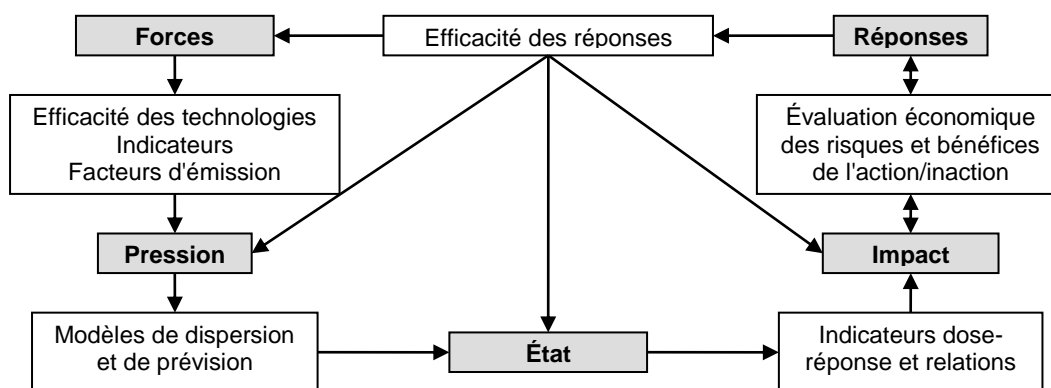 Forces
Efficacité des réponses
Réponses
Efficacité des technologies
Indicateurs
Facteurs d'émission
Évaluation économique
des risques et bénéfices
de l'action/inaction
Pression
Impact
Modèles de dispersion
et de prévision
État
Indicateurs dose-
réponse et relations